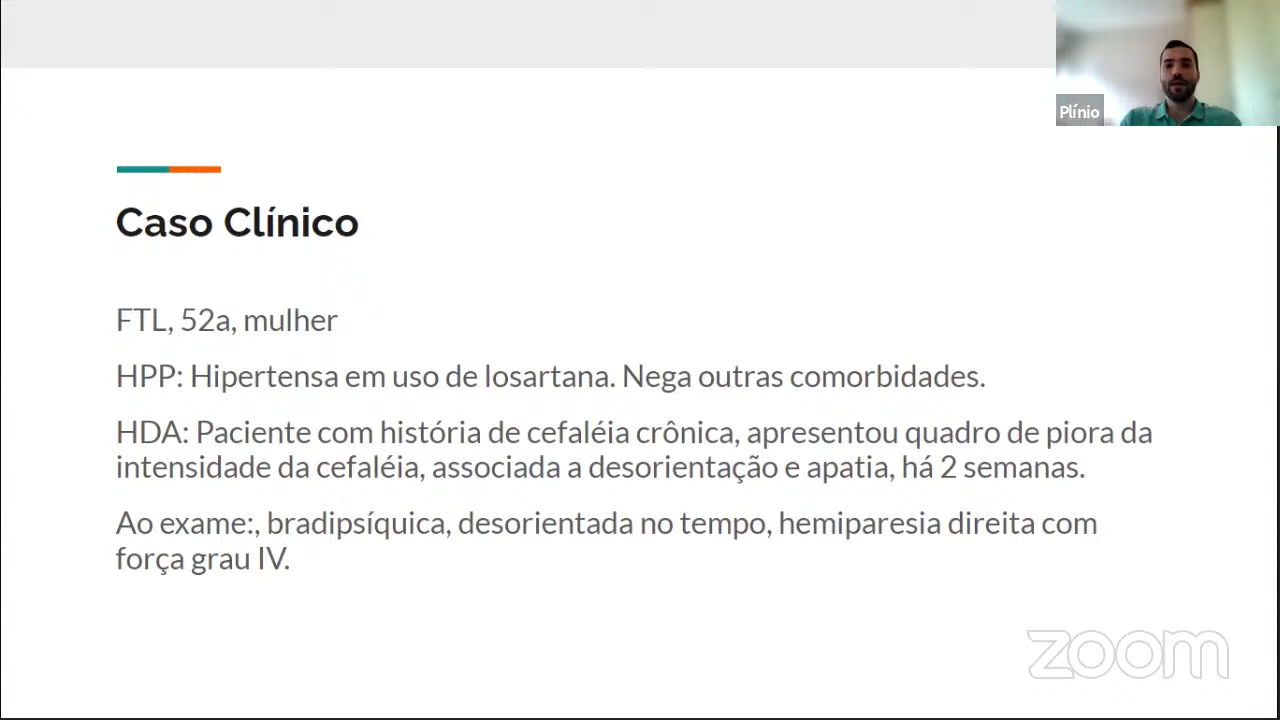 Plínio
Caso Clínico
FTL, 52a, mulher
HPP: Hipertensa em uso de losartana. Nega outras comorbidades.
HDA: Paciente com história de cefaléia crônica, apresentou quadro de piora da
intensidade da cefaléia, associada a desorientação e apatia, há 2 semanas.
Ao exame:, bradipsíquica, desorientada no tempo, hemiparesia direita com
força grau IV.
zoom